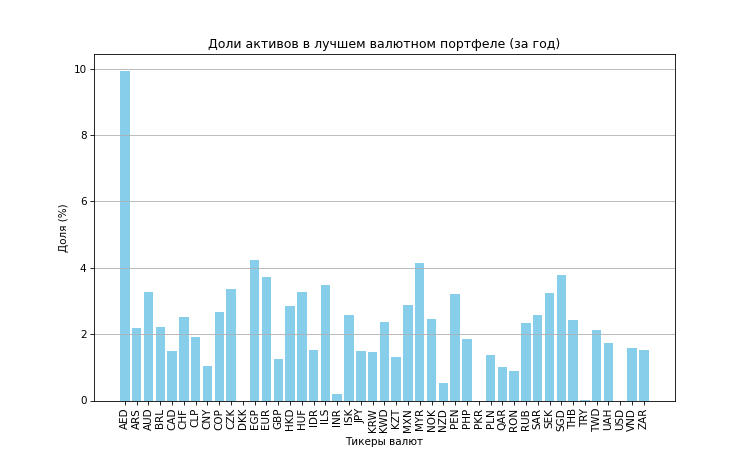 Доли активов в лучшем валютном портфеле (за год)
Доля (%)
10
8
6
4
2
0
AED ARS AUD BRL CAD CHF CLP CNY COP CZK DKK EGP EUR GBP HKD HUF IDR ILS INR ISK JPY KRW KWD KZT MXN MYR NOK NZD PEN PHP PKR PLN QAR RON RUB SAR SEK SGD THB TRY TWD UAH USD VND ZAR
Тикеры валют